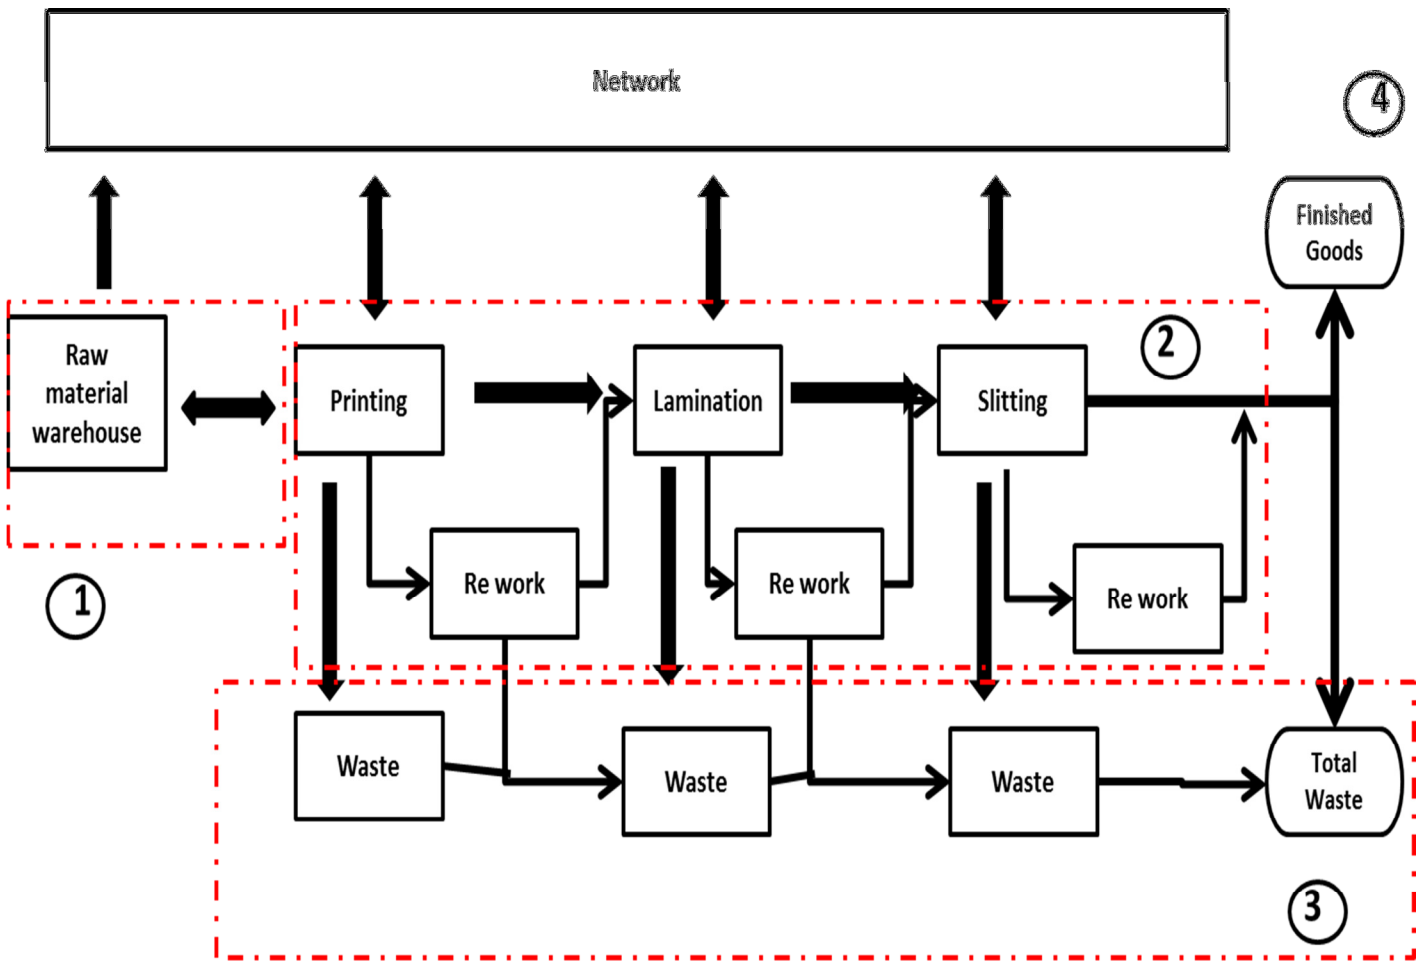 Network
4
Finished
Goods
Raw
material
warehouse
Printing
Lamination
Slitting
2
Re work
Re work
Re work
1
Waste
Waste
Waste
Total
Waste
3